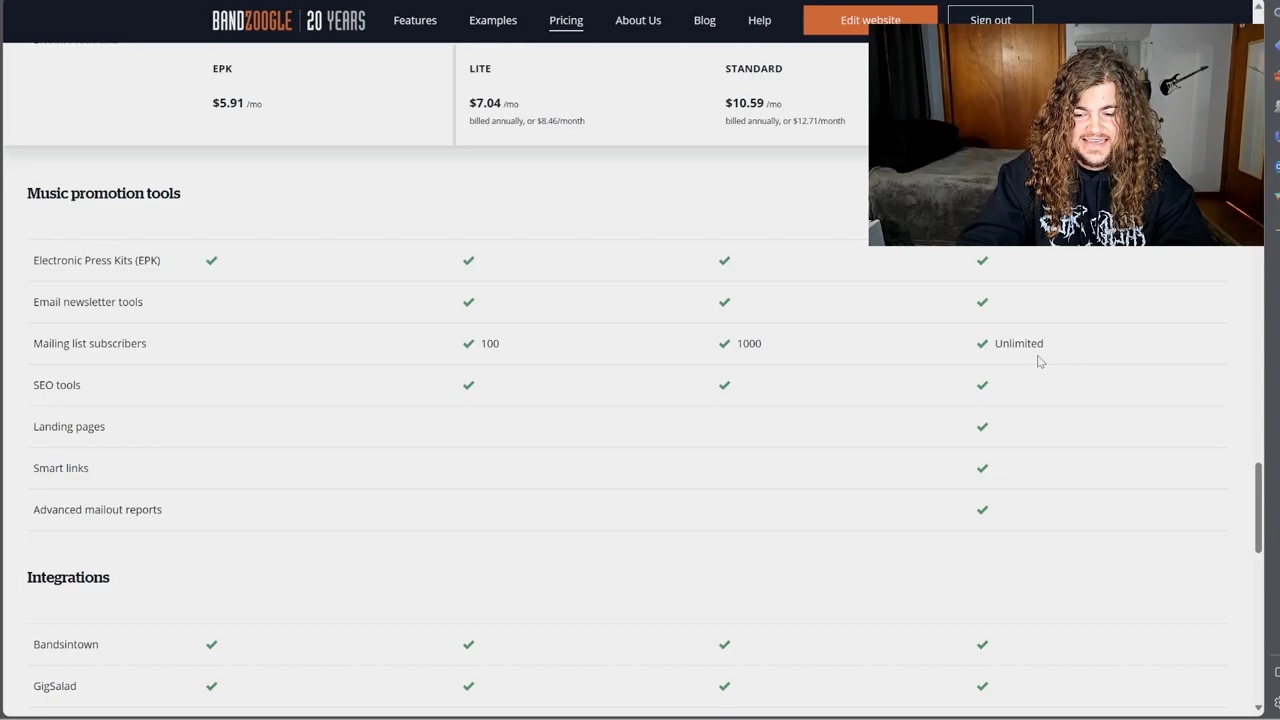 BANDZOOGLE | 20 YEARS
Features
Examples
Pricing
About Us
Blog
Help
Edit website
Sign out
EPK
$5.91 /mo
LITE
$7.04 /mo
billed annually, or $8.46/month
STANDARD
$10.59 /mo
billed annually, or $12.71/month
Music promotion tools
Electronic Press Kits (EPK)
Email newsletter tools
Mailing list subscribers 100 1000 Unlimited
SEO tools
Landing pages
Smart links
Advanced mailout reports
Integrations
Bandsintown
GigSalad